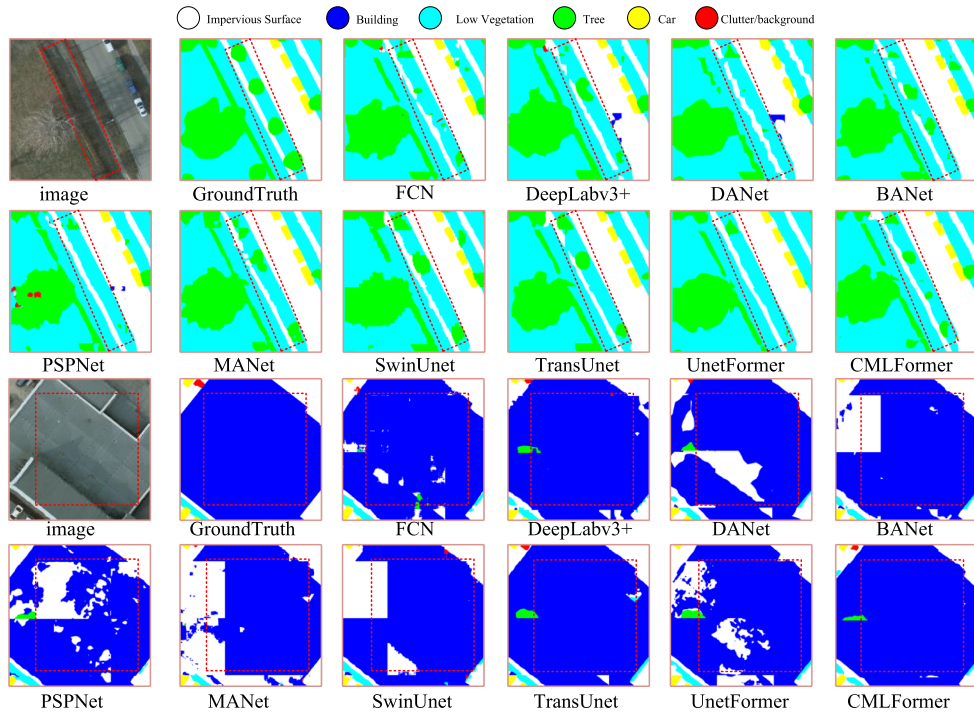 Impervious Surface Building Low Vegetation Tree Car Clutter/background
image GroundTruth FCN DeepLabv3+ DANet BANet
PSPNet MANet SwinUnet TransUnet UnetFormer CMLFormer
image GroundTruth FCN DeepLabv3+ DANet BANet
PSPNet MANet SwinUnet TransUnet UnetFormer CMLFormer